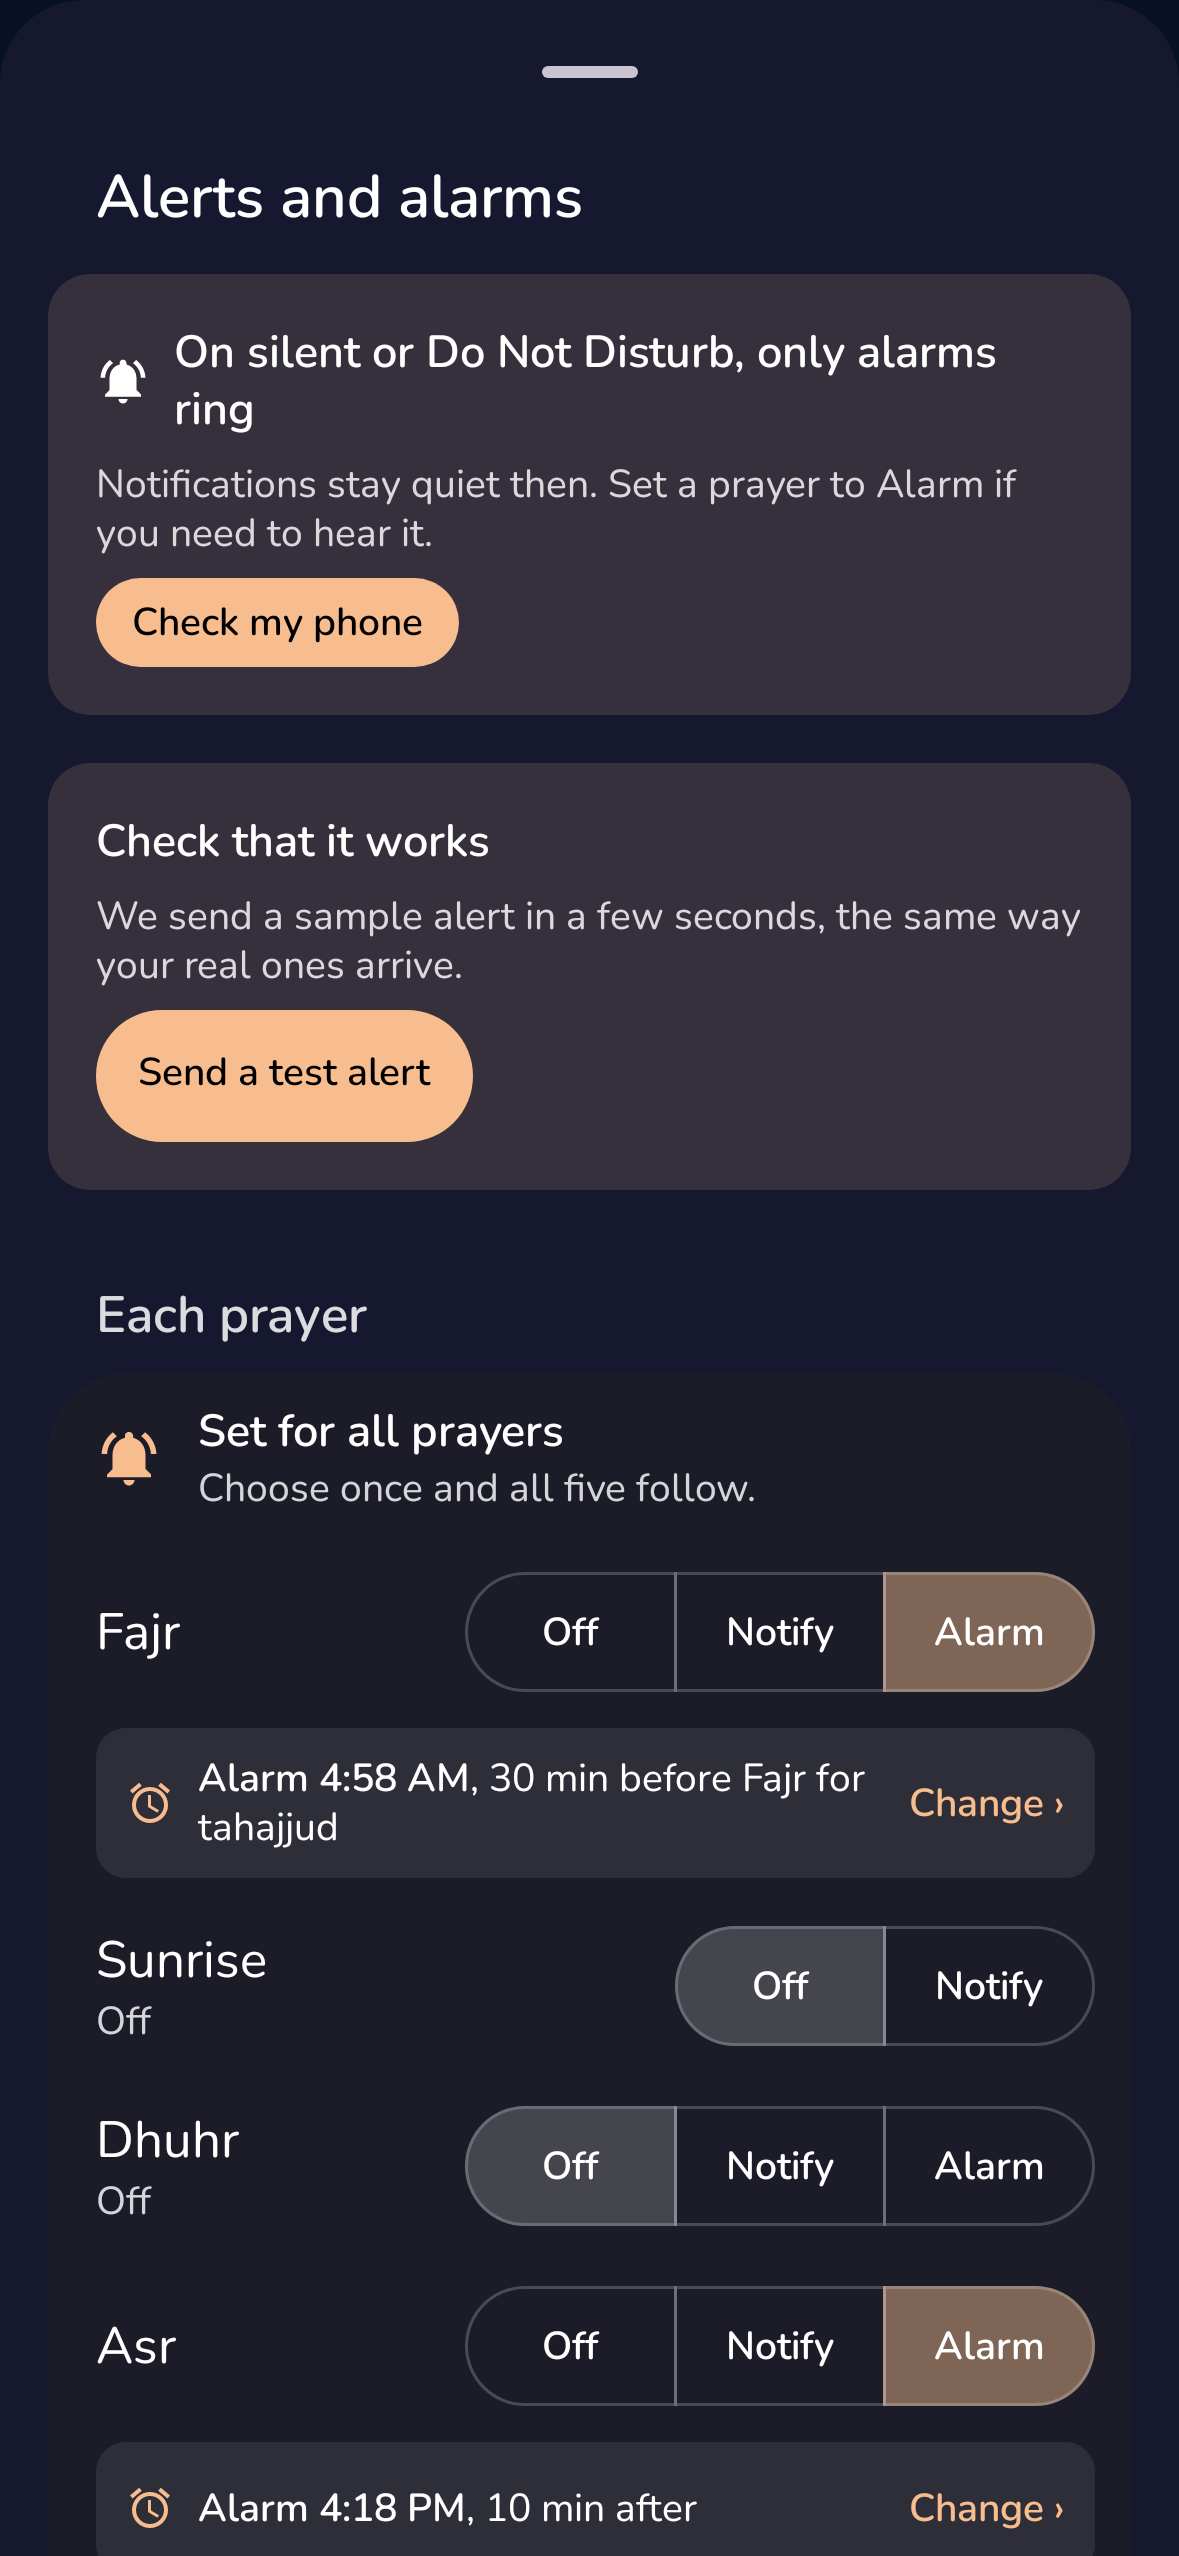 Alerts and alarms
On silent or Do Not Disturb, only alarms
ring
Notifications stay quiet then. Set a prayer to Alarm if
you need to hear it.
Check my phone
Check that it works
We send a sample alert in a few seconds, the same way
your real ones arrive.
Send a test alert
Each prayer
Set for all prayers
Choose once and all five follow.
Fajr Off Notify Alarm
Alarm 4:58 AM, 30 min before Fajr for
tahajjud
Change ›
Sunrise
Off
Off Notify
Dhuhr
Off
Off Notify Alarm
Asr Off Notify Alarm
Alarm 4:18 PM, 10 min after Change ›